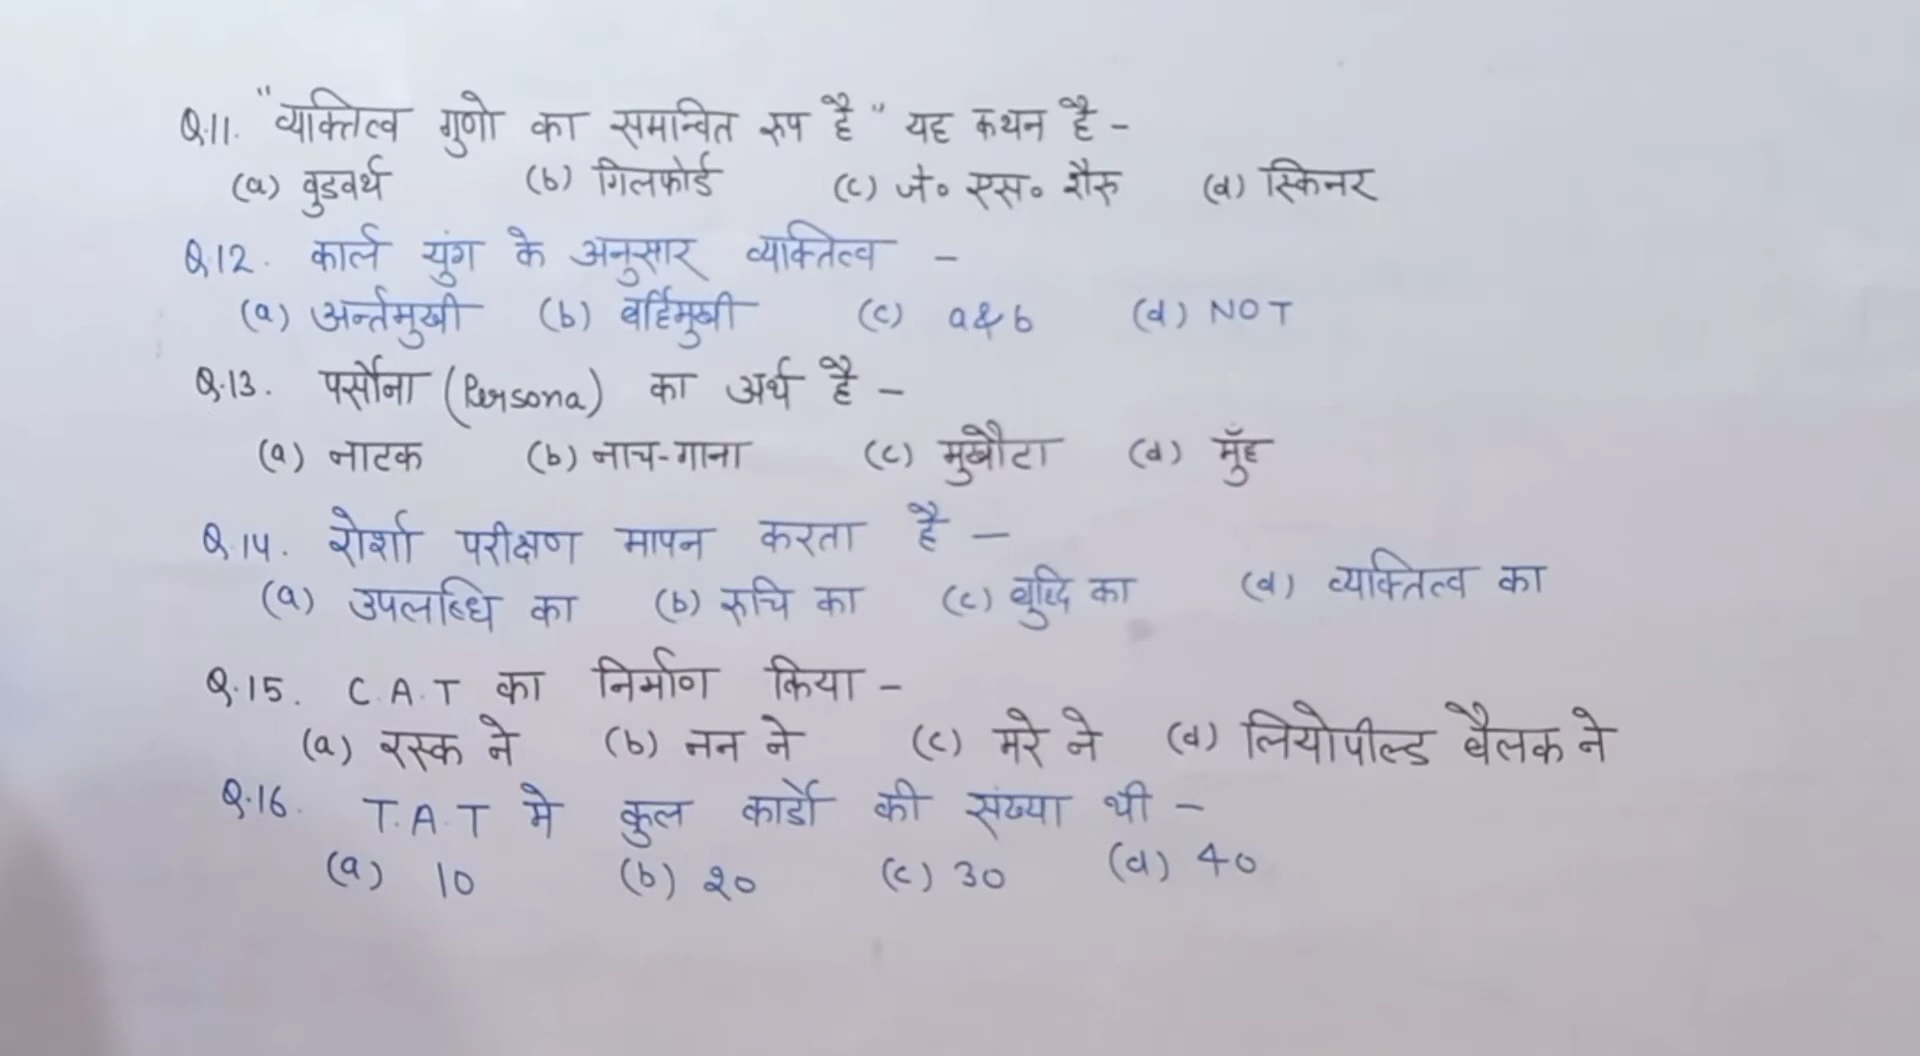 Q.11. "व्यक्तित्व गुणो का समन्वित रुप है" यह कथन है -
(a) वुडवर्थ (b) गिलफोर्ड (c) जे० एस० रौस (d) स्किनर
Q.12. कार्ल युंग के अनुसार व्यक्तित्व -
(a) अर्न्तमुखी (b) वर्हिमुखी (c) a & b (d) NOT
Q.13. पर्सोना (Persona) का अर्थ है -
(a) नाटक (b) नाच-गाना (c) मुखौटा (d) मुँह
Q.14. रोर्शा परीक्षण मापन करता है -
(a) उपलब्धि का (b) रुचि का (c) बुद्धि का (d) व्यक्तित्व का
Q.15. C.A.T का निर्माण किया -
(a) रस्क ने (b) नन ने (c) मरे ने (d) लियोपील्ड वैलक ने
Q.16. T.A.T मे कुल कार्डो की संख्या थी -
(a) 10 (b) 20 (c) 30 (d) 40